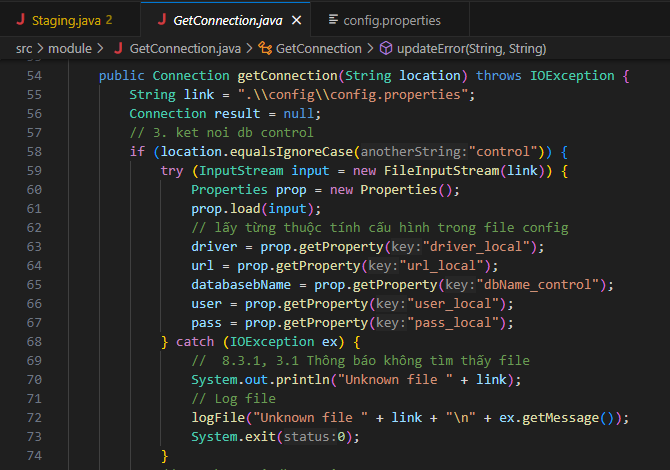 Staging.java 2 GetConnection.java config.properties
src module GetConnection.java GetConnection updateError(String, String)
54 public Connection getConnection(String location) throws IOException {
55 String link = ".\\config\\config.properties";
56 Connection result = null;
57 // 3. ket noi db control
58 if (location.equalsIgnoreCase(anotherString:"control")) {
59 try (InputStream input = new FileInputStream(link)) {
60 Properties prop = new Properties();
61 prop.load(input);
62 // lấy từng thuộc tính cấu hình trong file config
63 driver = prop.getProperty(key:"driver_local");
64 url = prop.getProperty(key:"url_local");
65 databasebName = prop.getProperty(key:"dbName_control");
66 user = prop.getProperty(key:"user_local");
67 pass = prop.getProperty(key:"pass_local");
68 } catch (IOException ex) {
69 // 8.3.1, 3.1 Thông báo không tìm thấy file
70 System.out.println("Unknown file " + link);
71 // Log file
72 logFile("Unknown file " + link + "\n" + ex.getMessage());
73 System.exit(status:0);
74 }